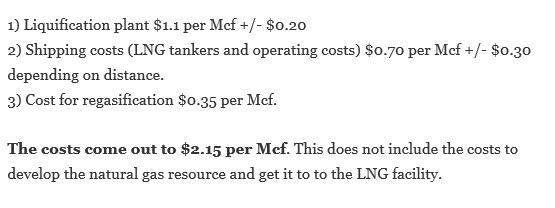 1) Liquification plant $1.1 per Mcf +/- $0.20
2) Shipping costs (LNG tankers and operating costs) $0.70 per Mcf +/- $0.30
depending on distance.
3) Cost for regasification $0.35 per Mcf.
The costs come out to $2.15 per Mcf. This does not include the costs to
develop the natural gas resource and get it to to the LNG facility.